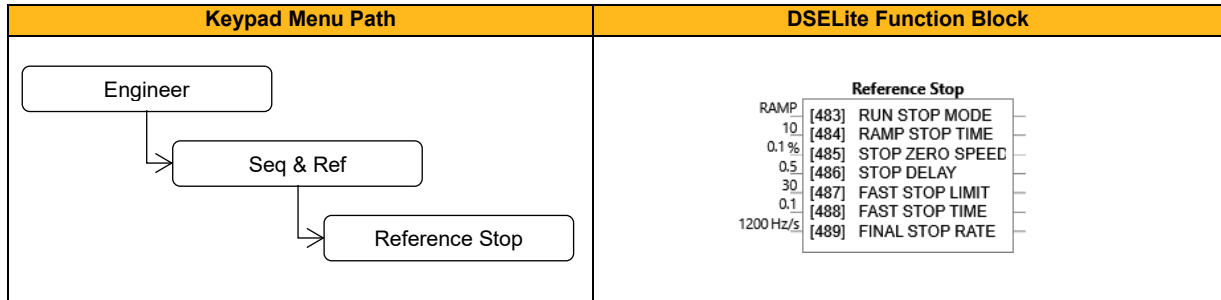 Keypad Menu Path
DSELite Function Block
Engineer
Seq & Ref
Reference Stop
Reference Stop
RAMP [483] RUN STOP MODE
10 [484] RAMP STOP TIME
0.1 % [485] STOP ZERO SPEED
0.5 [486] STOP DELAY
30 [487] FAST STOP LIMIT
0.1 [488] FAST STOP TIME
1200 Hz/s [489] FINAL STOP RATE